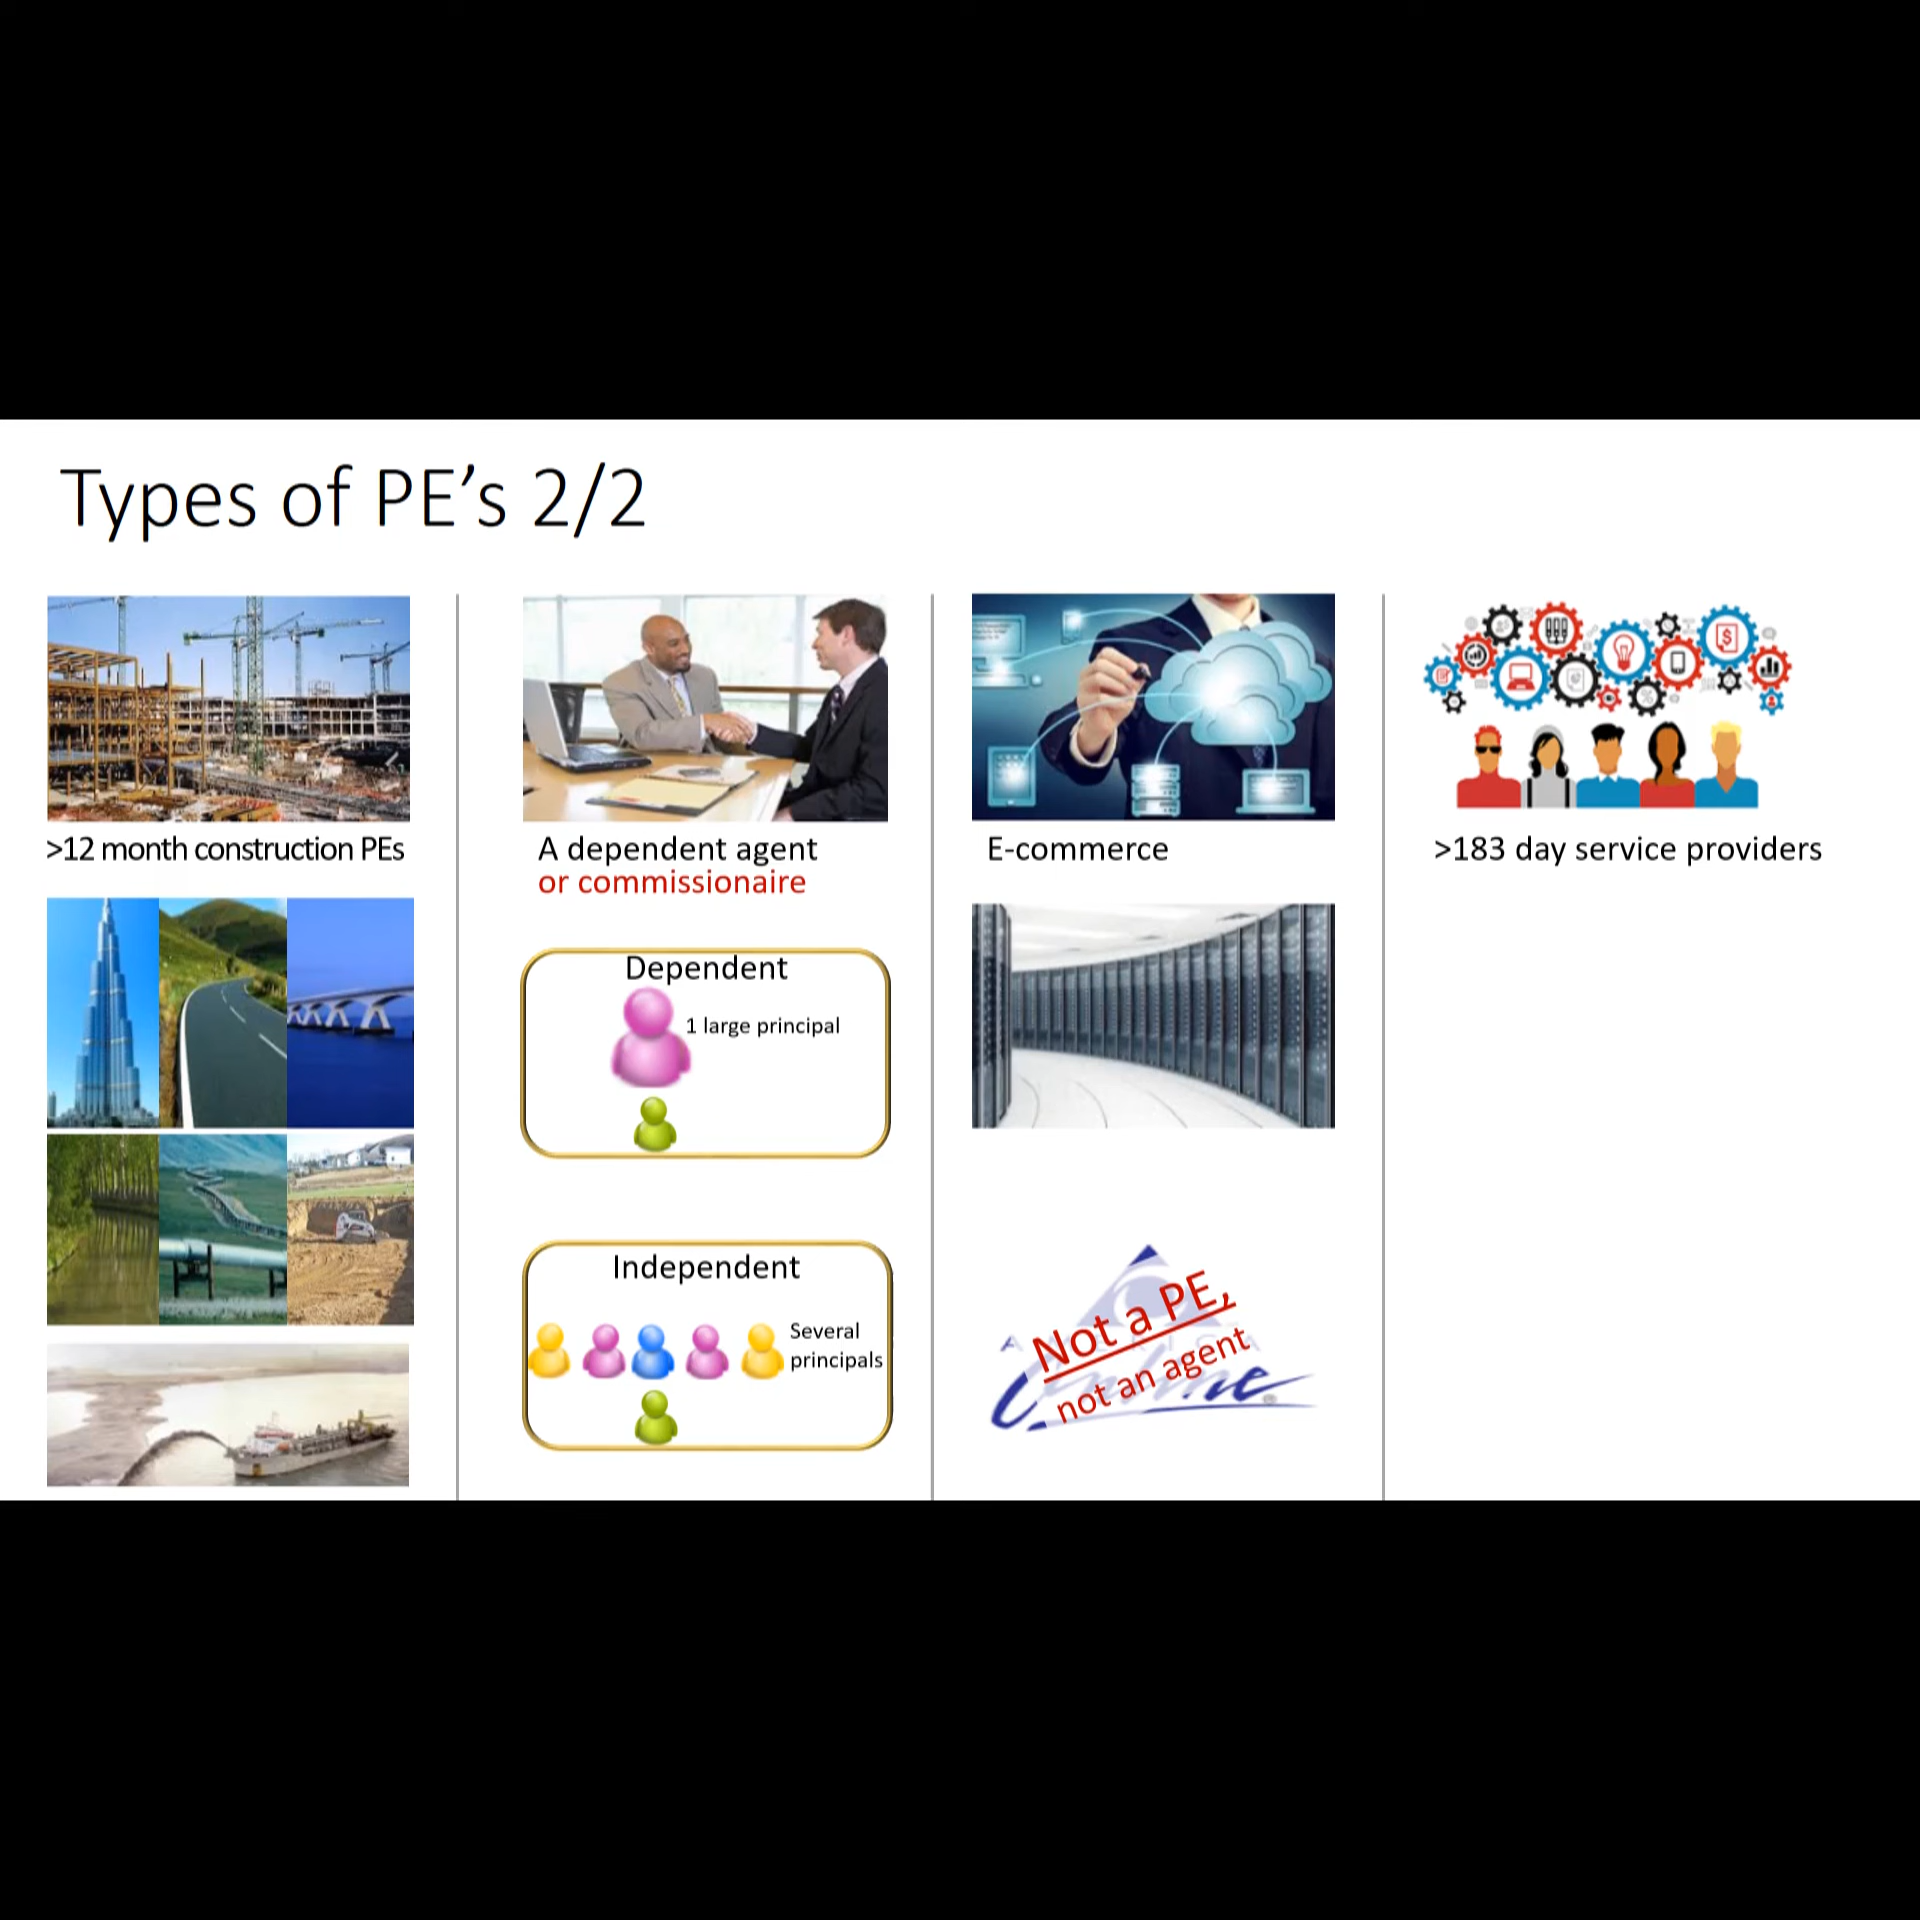 Types of PE’s 2/2
>12 month construction PEs
A dependent agent
or commissionaire
Dependent
1 large principal
Independent
Several
principals
E-commerce
Not a PE,
not an agent
>183 day service providers